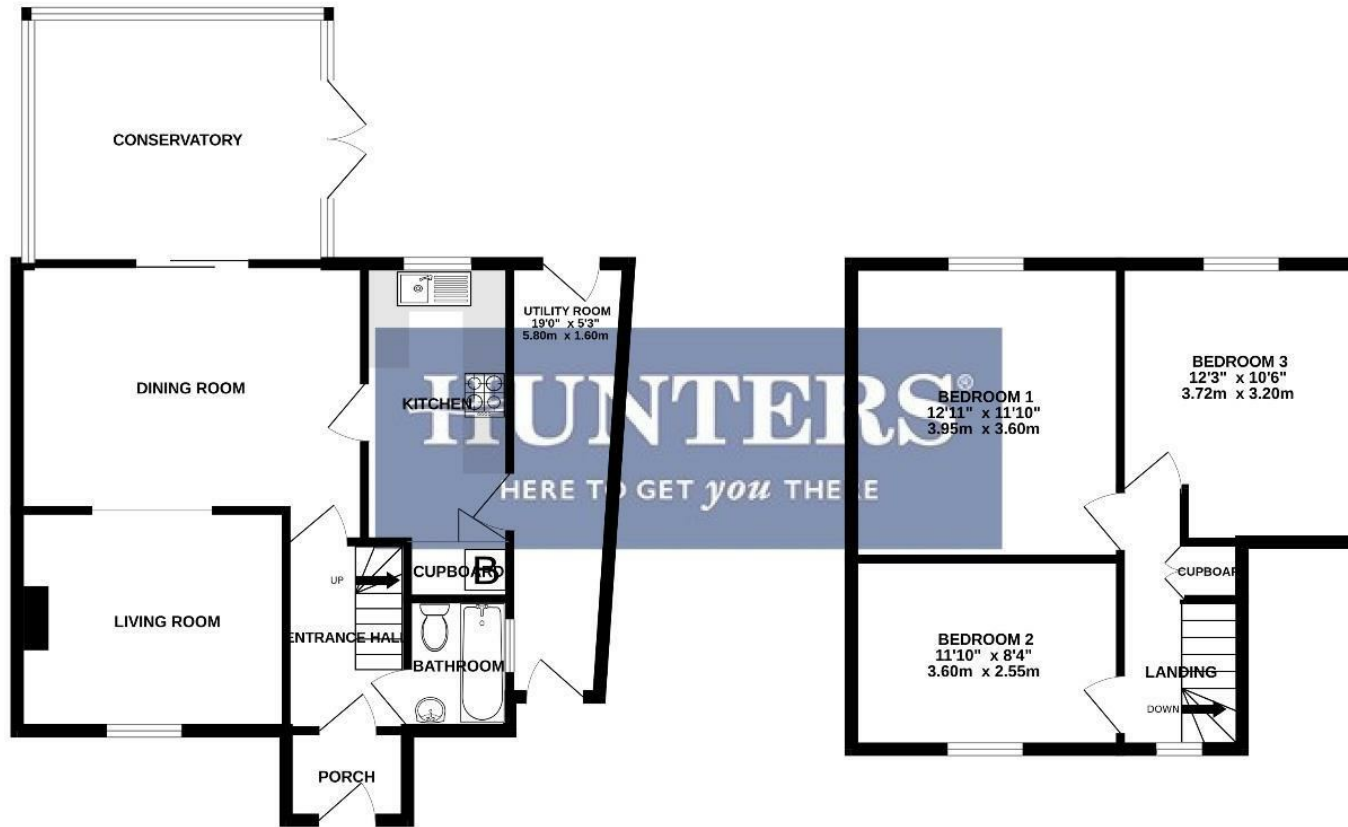 CONSERVATORY
UTILITY ROOM
19'0" x 5'3"
5.80m x 1.60m
DINING ROOM
KITCHEN
HUNTERS®
HERE TO GET you THERE
UP
CUPBOARD
B
LIVING ROOM
ENTRANCE HALL
BATHROOM
PORCH
BEDROOM 1
12'11" x 11'10"
3.95m x 3.60m
BEDROOM 3
12'3" x 10'6"
3.72m x 3.20m
CUPBOAR
BEDROOM 2
11'10" x 8'4"
3.60m x 2.55m
LANDING
DOWN